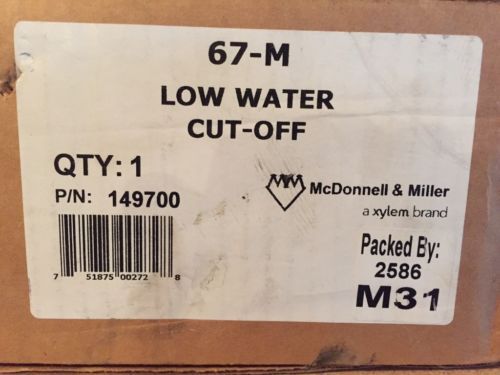 67-M
LOW WATER
CUT-OFF
QTY: 1
P/N: 149700
McDonnell & Miller
a xylem brand
7 51875 00272 8
Packed By:
2586
M31